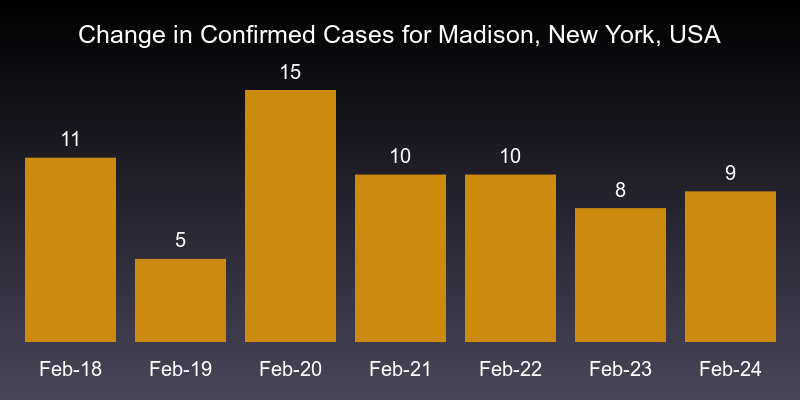 Change in Confirmed Cases for Madison, New York, USA
15
11
10
10
9
8
5
Feb-18
Feb-19
Feb-20
Feb-21
Feb-22
Feb-23
Feb-24